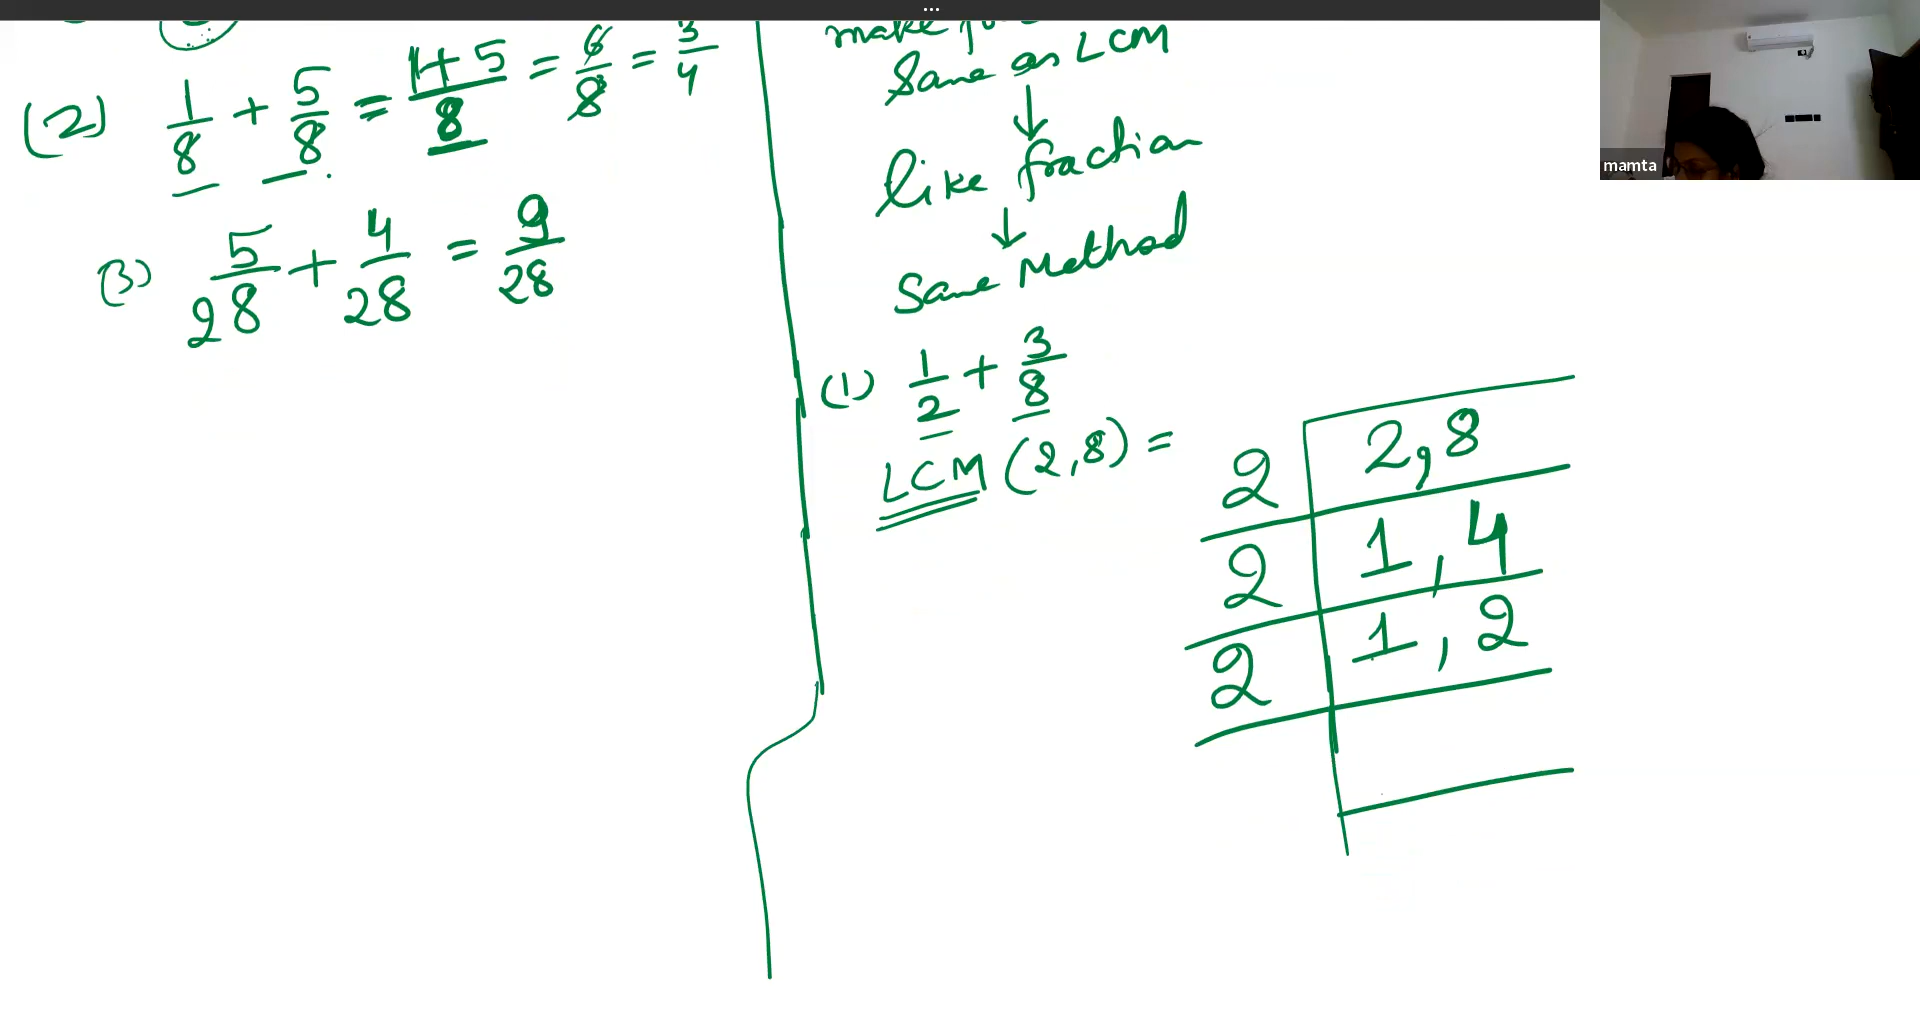 ...
(2) 1/8 + 5/8 = 1+5/8 = 6/8 = 3/4
(3) 5/28 + 4/28 = 9/28
make
Same as LCM
↓
like fraction
↓
Same Method
(1) 1/2 + 3/8
LCM (2,8) =
2 | 2,8
2 | 1,4
2 | 1,2
mamta